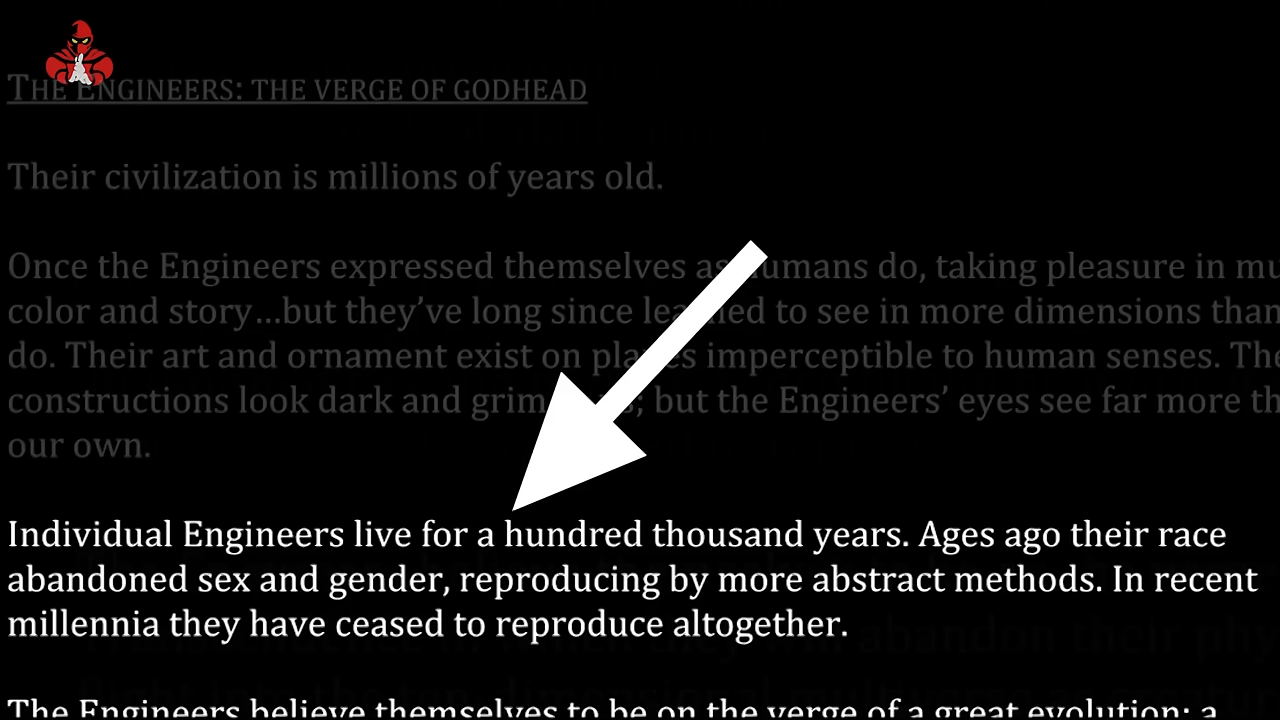 THE ENGINEERS: THE VERGE OF GODHEAD
Their civilization is millions of years old.
Once the Engineers expressed themselves as humans do, taking pleasure in mu
color and story…but they’ve long since learned to see in more dimensions than
do. Their art and ornament exist on planes imperceptible to human senses. The
constructions look dark and grim ; but the Engineers’ eyes see far more th
our own.
Individual Engineers live for a hundred thousand years. Ages ago their race
abandoned sex and gender, reproducing by more abstract methods. In recent
millennia they have ceased to reproduce altogether.
The Engineers believe themselves to be on the verge of a great evolution: a